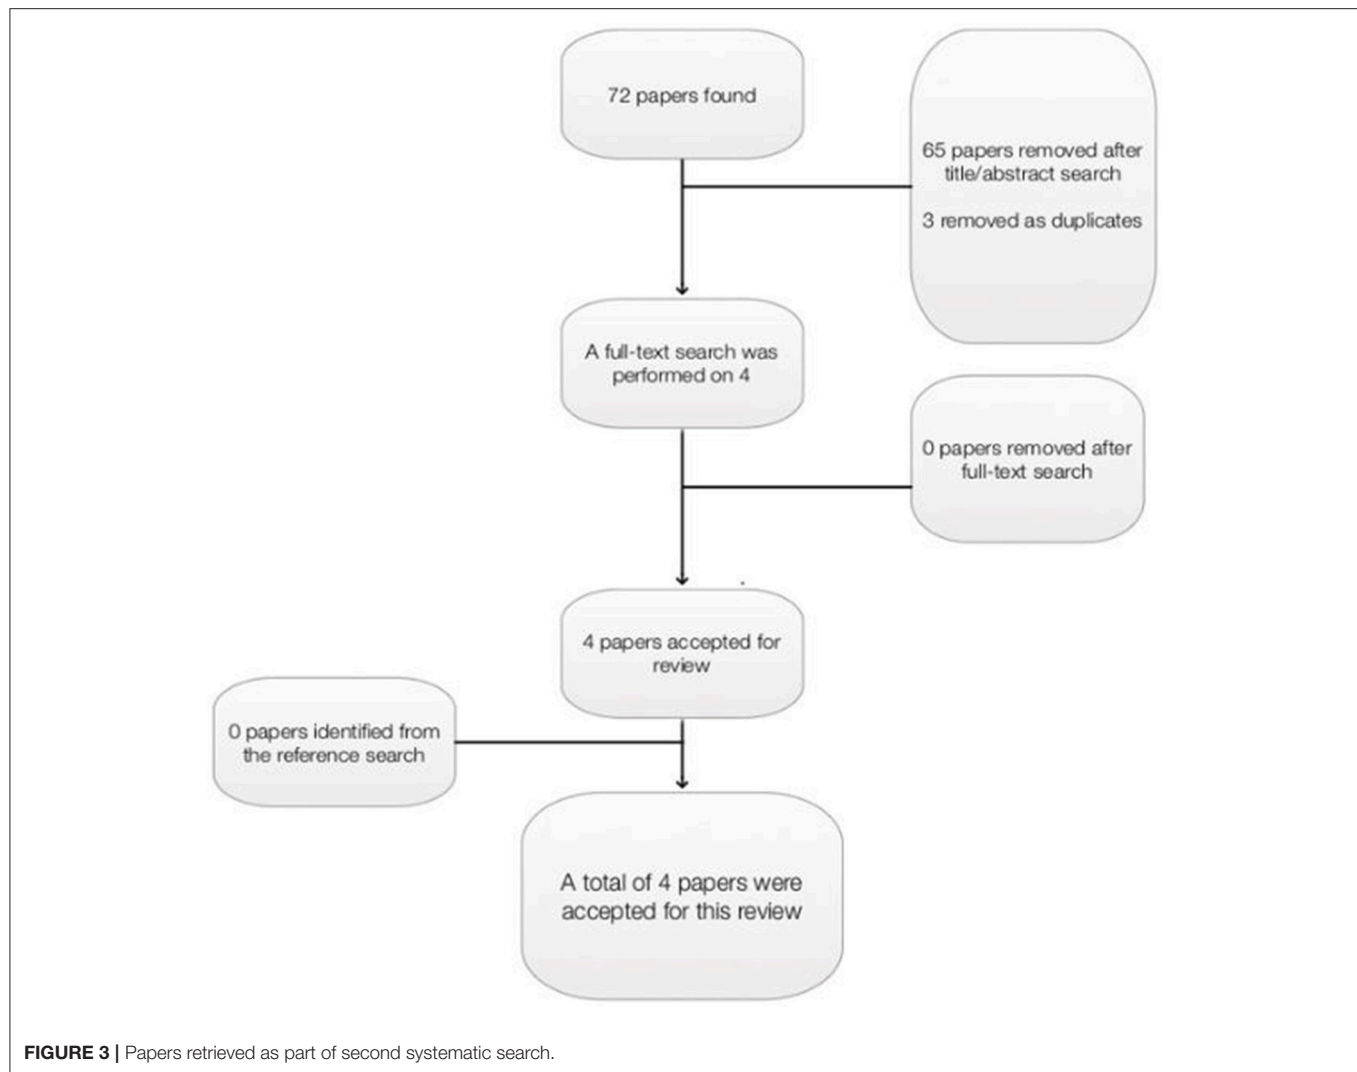 72 papers found
65 papers removed after
title/abstract search
3 removed as duplicates
A full-text search was
performed on 4
0 papers removed after
full-text search
4 papers accepted for
review
0 papers identified from
the reference search
A total of 4 papers were
accepted for this review
FIGURE 3 | Papers retrieved as part of second systematic search.